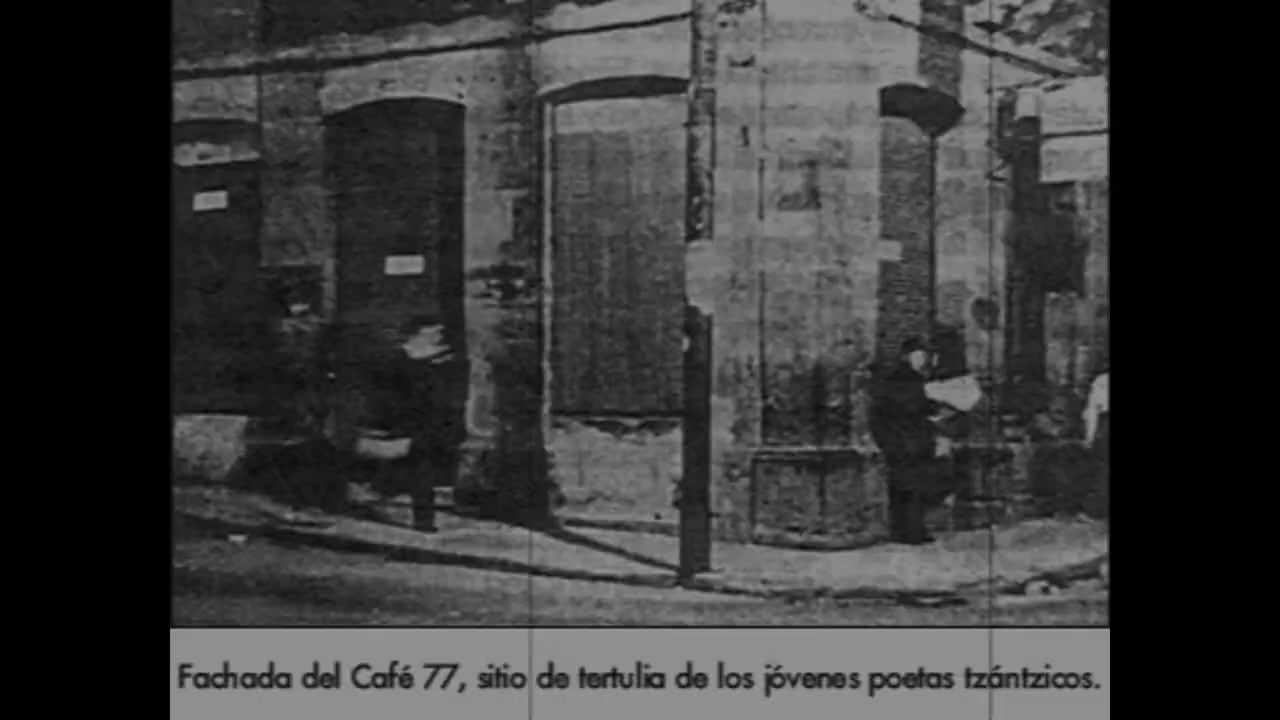 Fachada del Café 77, sitio de tertulia de los jóvenes poetas tzántzicos.